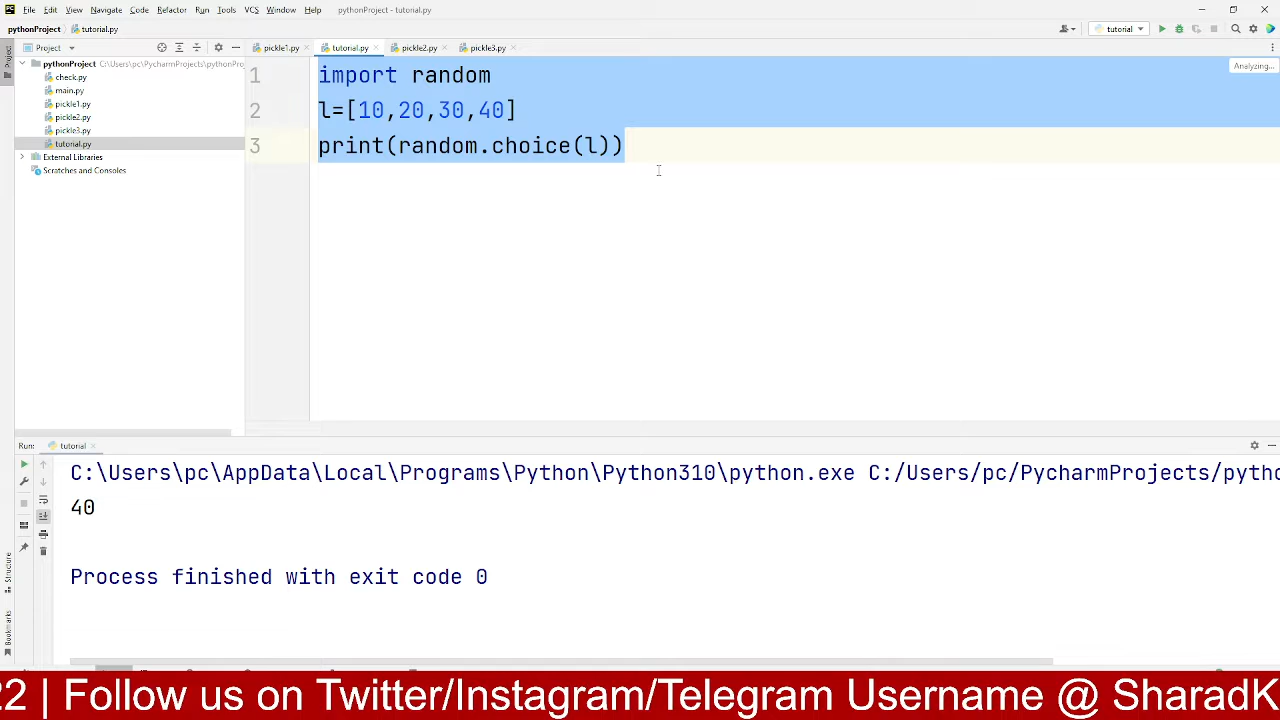 File Edit View Navigate Code Refactor Run Tools VCS Window Help pythonProject - tutorial.py
pythonProject tutorial.py tutorial
Project pickle1.py tutorial.py pickle2.py pickle3.py
pythonProject C:\Users\pc\PycharmProjects\pythonPro
check.py
main.py
pickle1.py
pickle2.py
pickle3.py
tutorial.py
External Libraries
Scratches and Consoles
Analyzing...
1 import random
2 l=[10,20,30,40]
3 print(random.choice(l))
Project
Structure
Bookmarks
Run: tutorial
C:\Users\pc\AppData\Local\Programs\Python\Python310\python.exe C:/Users/pc/PycharmProjects/pytho
40
Process finished with exit code 0
22 | Follow us on Twitter/Instagram/Telegram Username @ SharadK